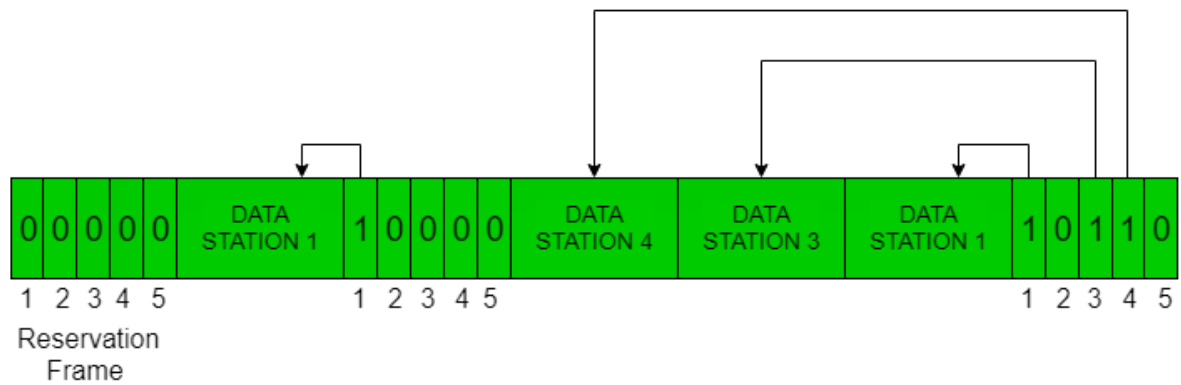 0 0 0 0 0 DATA STATION 1 1 0 0 0 0 DATA STATION 4 DATA STATION 3 DATA STATION 1 1 0 1 1 0
1 2 3 4 5 1 2 3 4 5 1 2 3 4 5
Reservation
Frame